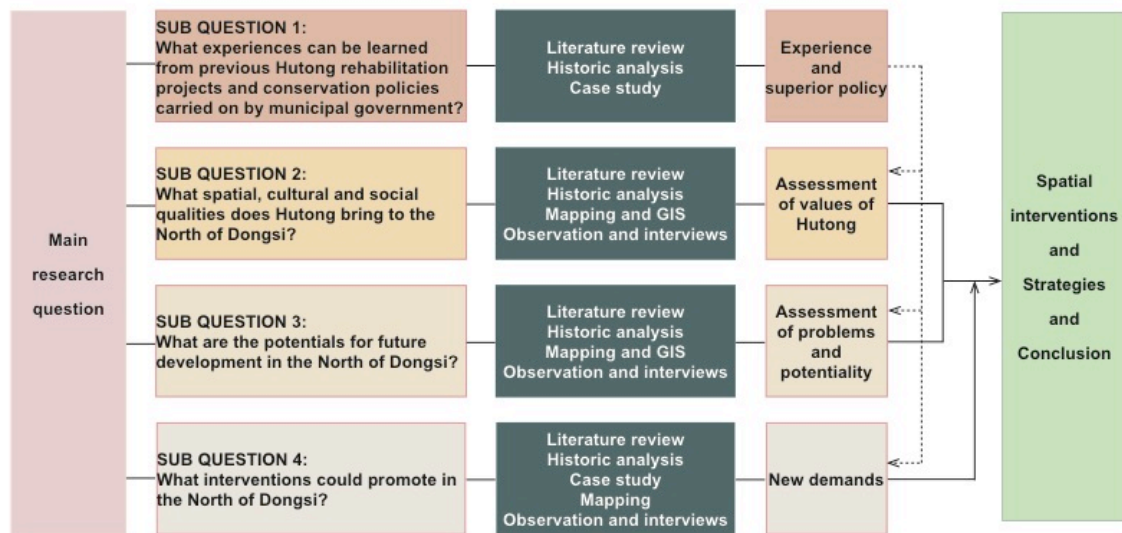 Main
research
question
SUB QUESTION 1:
What experiences can be learned
from previous Hutong rehabilitation
projects and conservation policies
carried on by municipal government?
Literature review
Historic analysis
Case study
Experience
and
superior policy
SUB QUESTION 2:
What spatial, cultural and social
qualities does Hutong bring to the
North of Dongsi?
Literature review
Historic analysis
Mapping and GIS
Observation and interviews
Assessment
of values of
Hutong
SUB QUESTION 3:
What are the potentials for future
development in the North of Dongsi?
Literature review
Historic analysis
Mapping and GIS
Observation and interviews
Assessment
of problems
and
potentiality
SUB QUESTION 4:
What interventions could promote in
the North of Dongsi?
Literature review
Historic analysis
Case study
Mapping
Observation and interviews
New demands
Spatial
interventions
and
Strategies
and
Conclusion